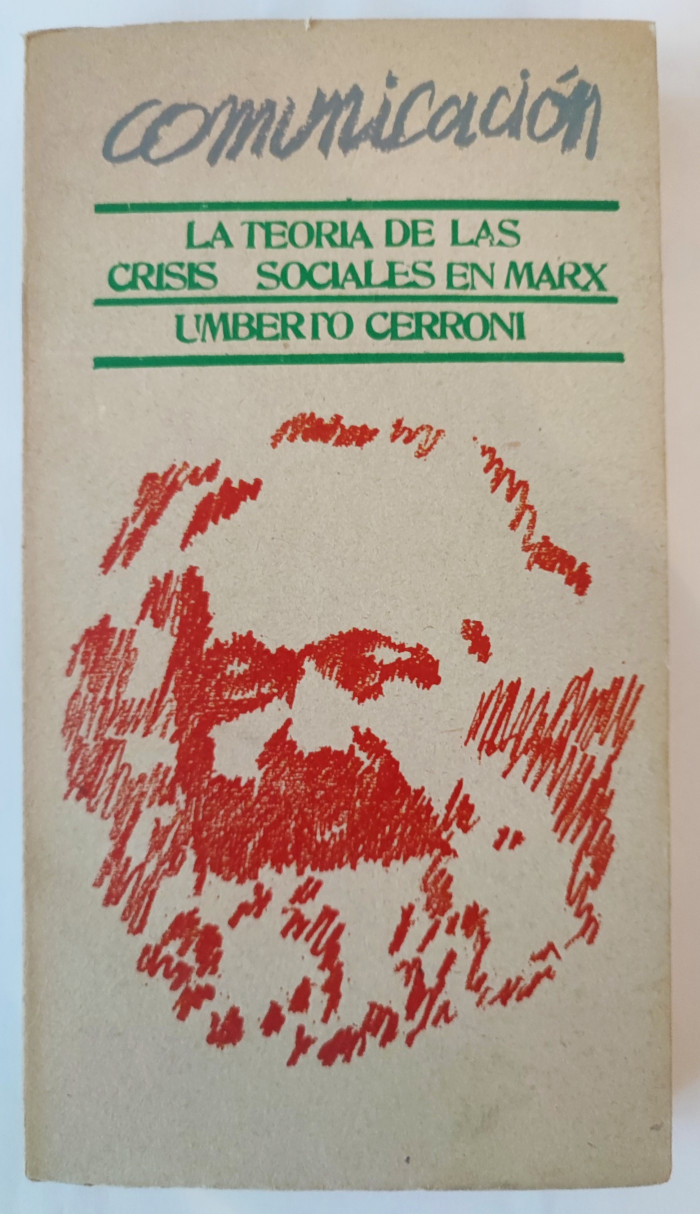 comunicación
LA TEORIA DE LAS
CRISIS SOCIALES EN MARX
UMBERTO CERRONI